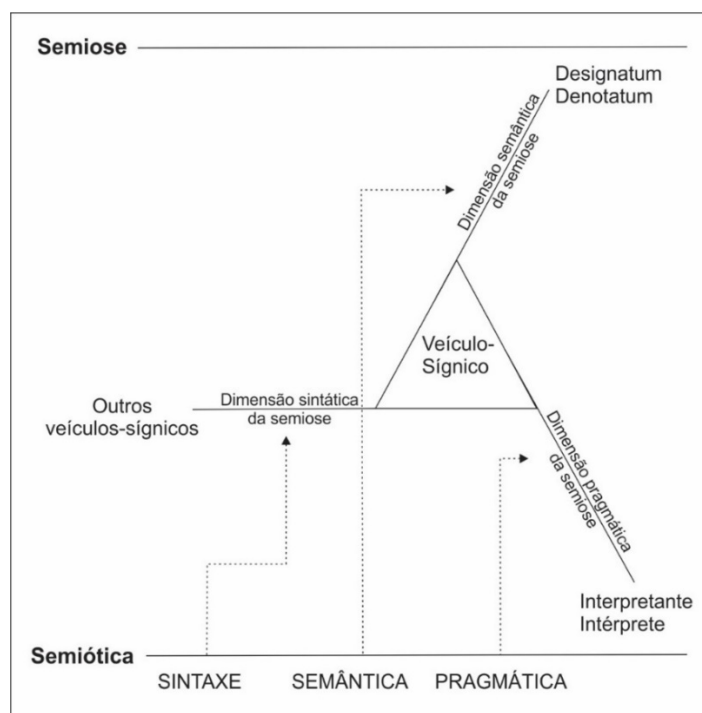 Semiose
Designatum
Denotatum
Dimensão semântica
da semiose
Veículo-
Sígnico
Outros
veículos-sígnicos
Dimensão sintática
da semiose
Dimensão pragmática
da semiose
Interpretante
Intérprete
Semiótica
SINTAXE SEMÂNTICA PRAGMÁTICA